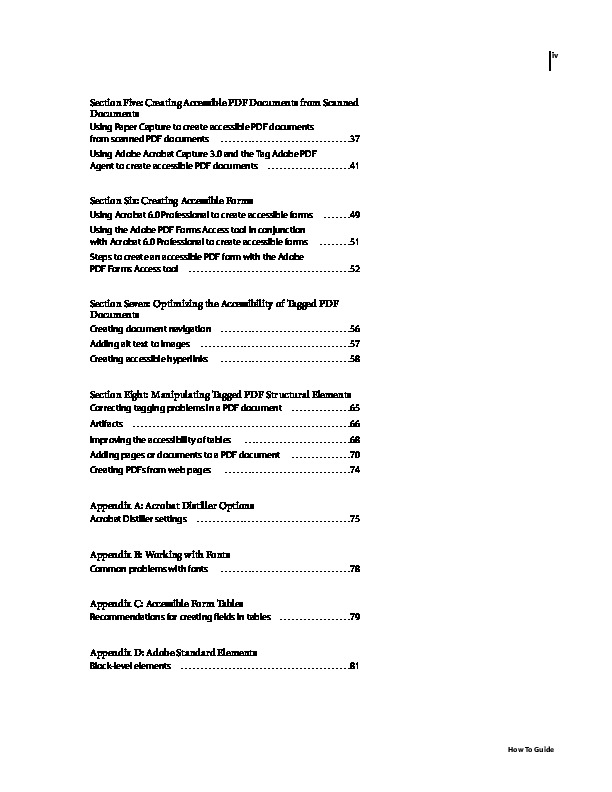 iv
Section Five: Creating Accessible PDF Documents from Scanned
Documents
Using Paper Capture to create accessible PDF documents
from scanned PDF documents . . . . . . . . . . . . . . . . . . . . . . . . . . . . . . . . .37
Using Adobe Acrobat Capture 3.0 and the Tag Adobe PDF
Agent to create accessible PDF documents . . . . . . . . . . . . . . . . . . . . .41
Section Six: Creating Accessible Forms
Using Acrobat 6.0 Professional to create accessible forms . . . . . . .49
Using the Adobe PDF Forms Access tool in conjunction
with Acrobat 6.0 Professional to create accessible forms . . . . . . . .51
Steps to create an accessible PDF form with the Adobe
PDF Forms Access tool . . . . . . . . . . . . . . . . . . . . . . . . . . . . . . . . . . . . . . . . .52
Section Seven: Optimizing the Accessibility of Tagged PDF
Documents
Creating document navigation . . . . . . . . . . . . . . . . . . . . . . . . . . . . . . . . .56
Adding alt text to images . . . . . . . . . . . . . . . . . . . . . . . . . . . . . . . . . . . . . .57
Creating accessible hyperlinks . . . . . . . . . . . . . . . . . . . . . . . . . . . . . . . . .58
Section Eight: Manipulating Tagged PDF Structural Elements
Correcting tagging problems in a PDF document . . . . . . . . . . . . . . .65
Artifacts . . . . . . . . . . . . . . . . . . . . . . . . . . . . . . . . . . . . . . . . . . . . . . . . . . . . . . .66
Improving the accessibility of tables . . . . . . . . . . . . . . . . . . . . . . . . . . .68
Adding pages or documents to a PDF document . . . . . . . . . . . . . . .70
Creating PDFs from web pages . . . . . . . . . . . . . . . . . . . . . . . . . . . . . . . .74
Appendix A: Acrobat Distiller Options
Acrobat Distiller settings . . . . . . . . . . . . . . . . . . . . . . . . . . . . . . . . . . . . . . .75
Appendix B: Working with Fonts
Common problems with fonts . . . . . . . . . . . . . . . . . . . . . . . . . . . . . . . . .78
Appendix C: Accessible Form Tables
Recommendations for creating fields in tables . . . . . . . . . . . . . . . . . .79
Appendix D: Adobe Standard Elements
Block-level elements . . . . . . . . . . . . . . . . . . . . . . . . . . . . . . . . . . . . . . . . . . .81
How To Guide